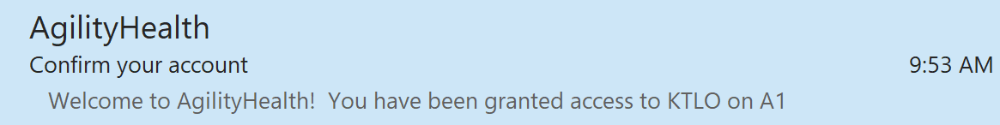 AgilityHealth
Confirm your account 9:53 AM
Welcome to AgilityHealth!  You have been granted access to KTLO on A1